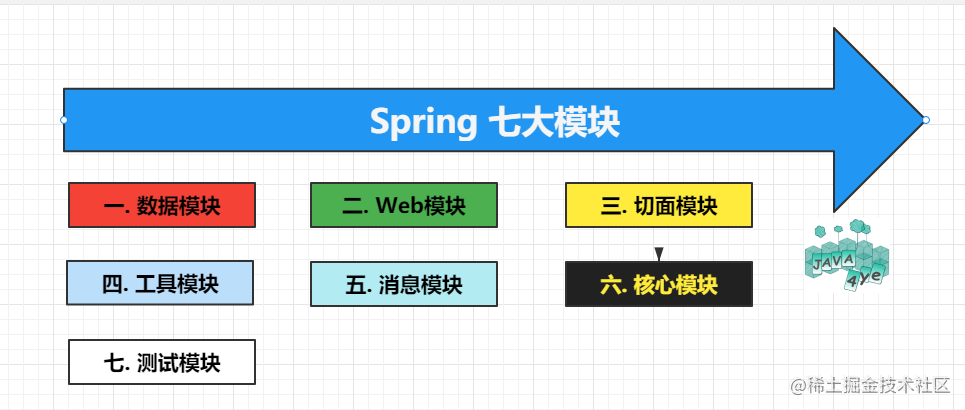 Spring 七大模块
一. 数据模块
二. Web模块
三. 切面模块
四. 工具模块
五. 消息模块
六. 核心模块
JAVA
4ye
七. 测试模块
@稀土掘金技术社区